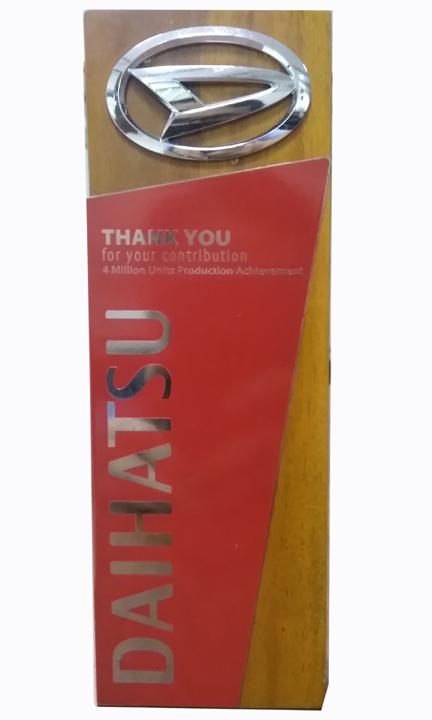 THANK YOU
for your contribution
4 Million Units Production Achievement
DAIHATSU